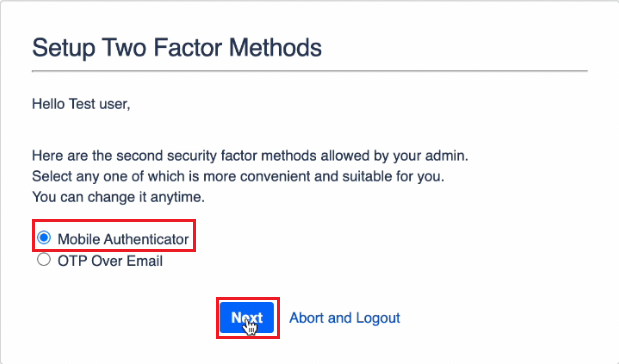 Setup Two Factor Methods
Hello Test user,
Here are the second security factor methods allowed by your admin.
Select any one of which is more convenient and suitable for you.
You can change it anytime.
Mobile Authenticator
OTP Over Email
Next Abort and Logout